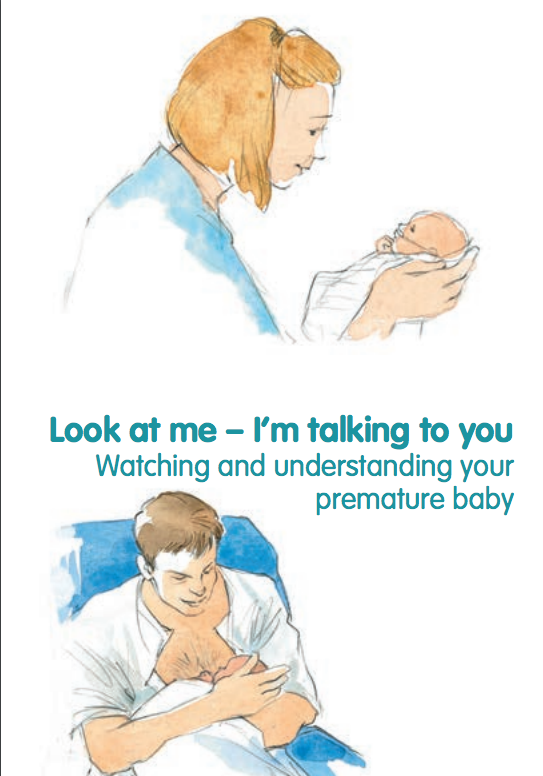 Look at me – I’m talking to you
Watching and understanding your
premature baby